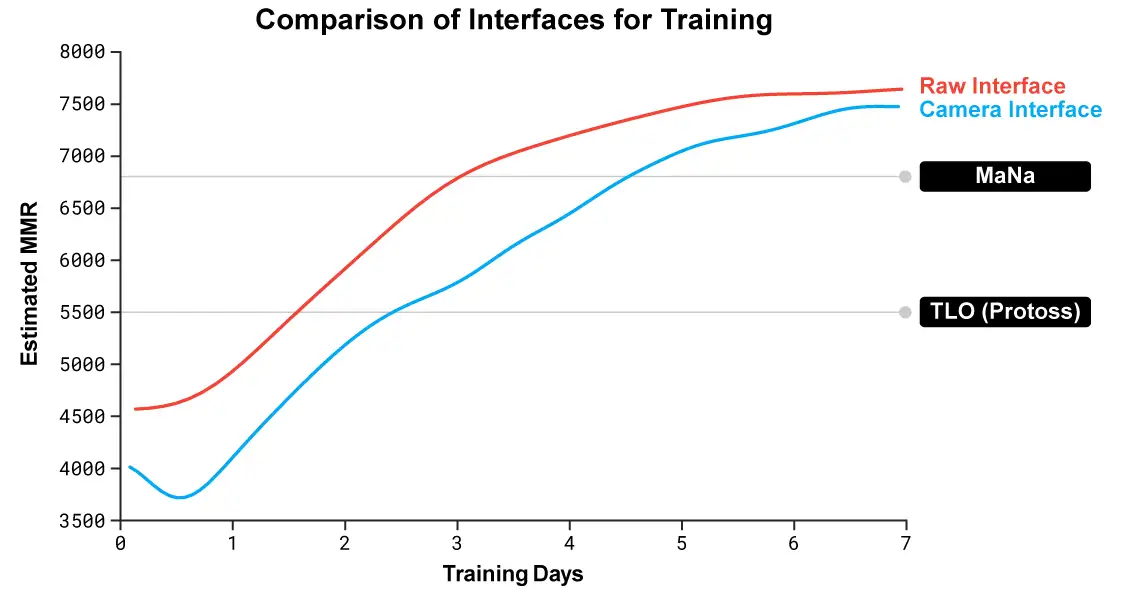 Comparison of Interfaces for Training
8000
7500
7000
6500
6000
5500
5000
4500
4000
3500
Estimated MMR
0 1 2 3 4 5 6 7
Training Days
Raw Interface
Camera Interface
MaNa
TLO (Protoss)